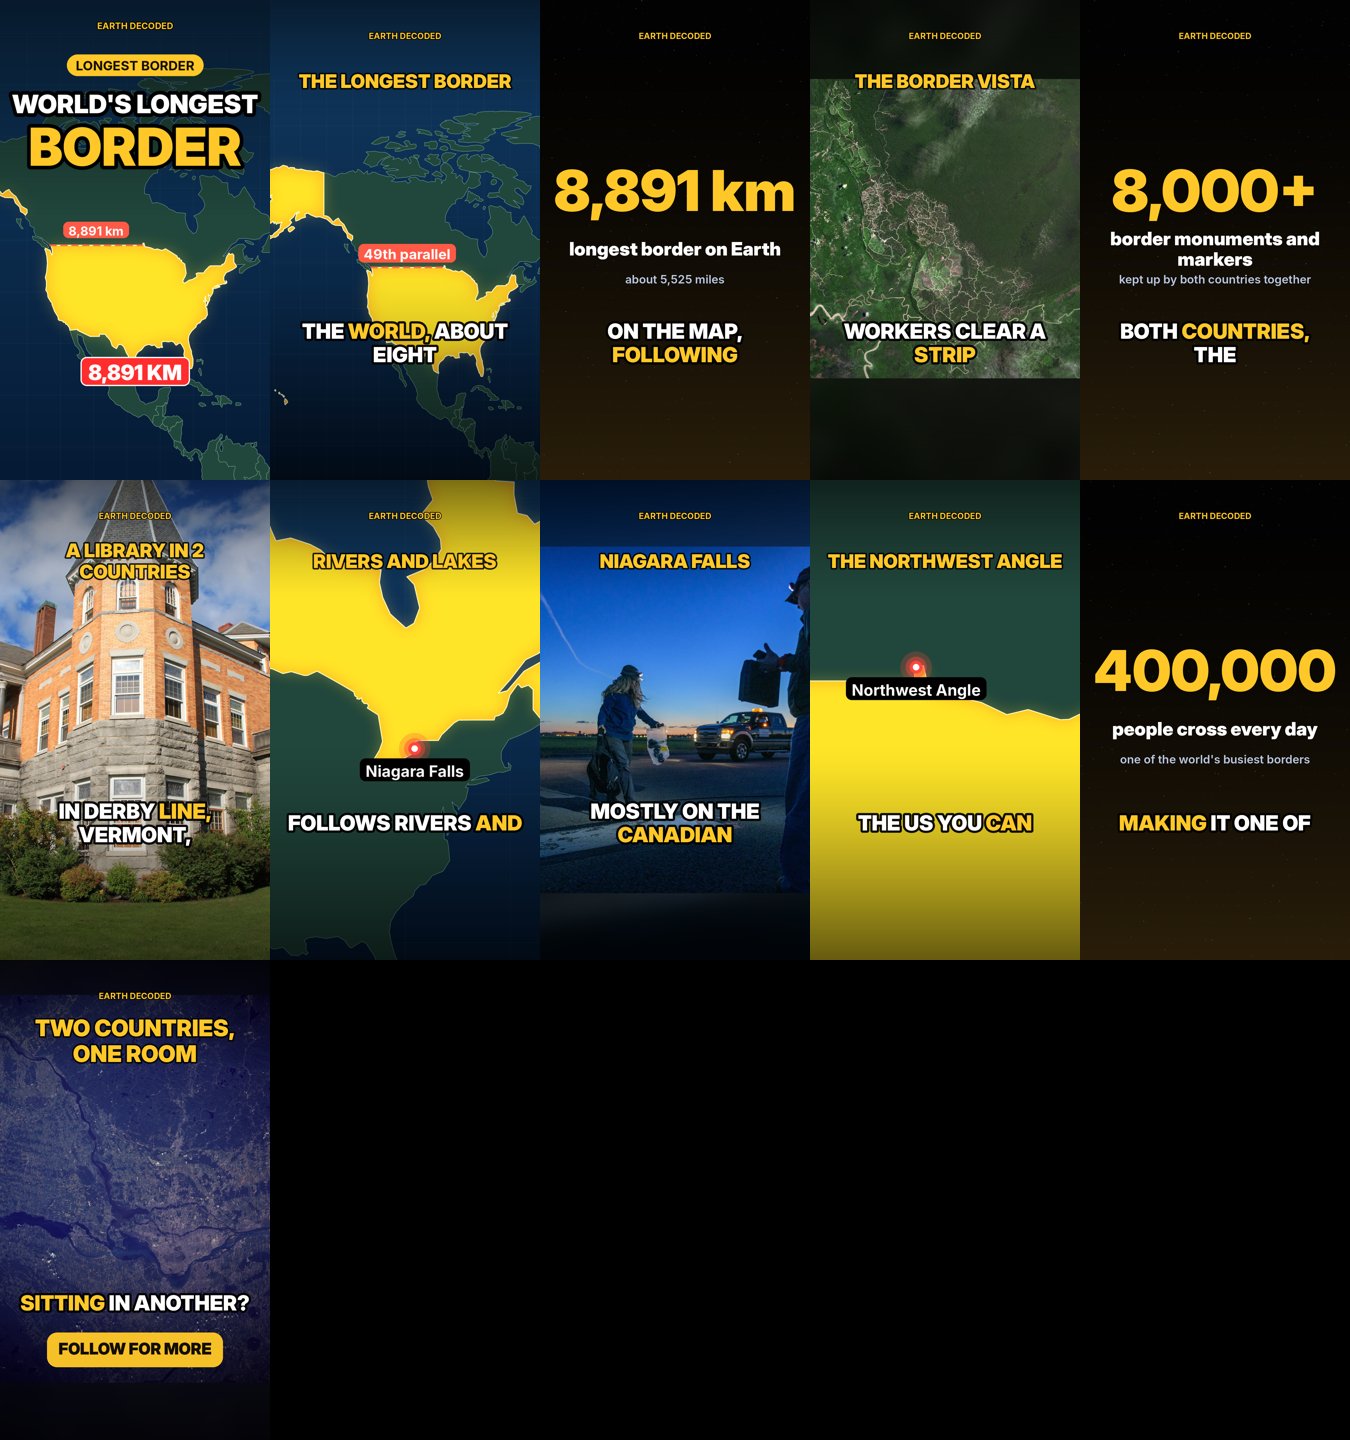 EARTH DECODED
LONGEST BORDER
WORLD'S LONGEST
BORDER
8,891 km
8,891 KM
EARTH DECODED
THE LONGEST BORDER
49th parallel
THE WORLD, ABOUT
EIGHT
EARTH DECODED
8,891 km
longest border on Earth
about 5,525 miles
ON THE MAP,
FOLLOWING
EARTH DECODED
THE BORDER VISTA
WORKERS CLEAR A
STRIP
EARTH DECODED
8,000+
border monuments and
markers
kept up by both countries together
BOTH COUNTRIES,
THE
EARTH DECODED
A LIBRARY IN 2
COUNTRIES
IN DERBY LINE,
VERMONT,
EARTH DECODED
RIVERS AND LAKES
Niagara Falls
FOLLOWS RIVERS AND
EARTH DECODED
NIAGARA FALLS
MOSTLY ON THE
CANADIAN
EARTH DECODED
THE NORTHWEST ANGLE
Northwest Angle
THE US YOU CAN
EARTH DECODED
400,000
people cross every day
one of the world's busiest borders
MAKING IT ONE OF
EARTH DECODED
TWO COUNTRIES,
ONE ROOM
SITTING IN ANOTHER?
FOLLOW FOR MORE